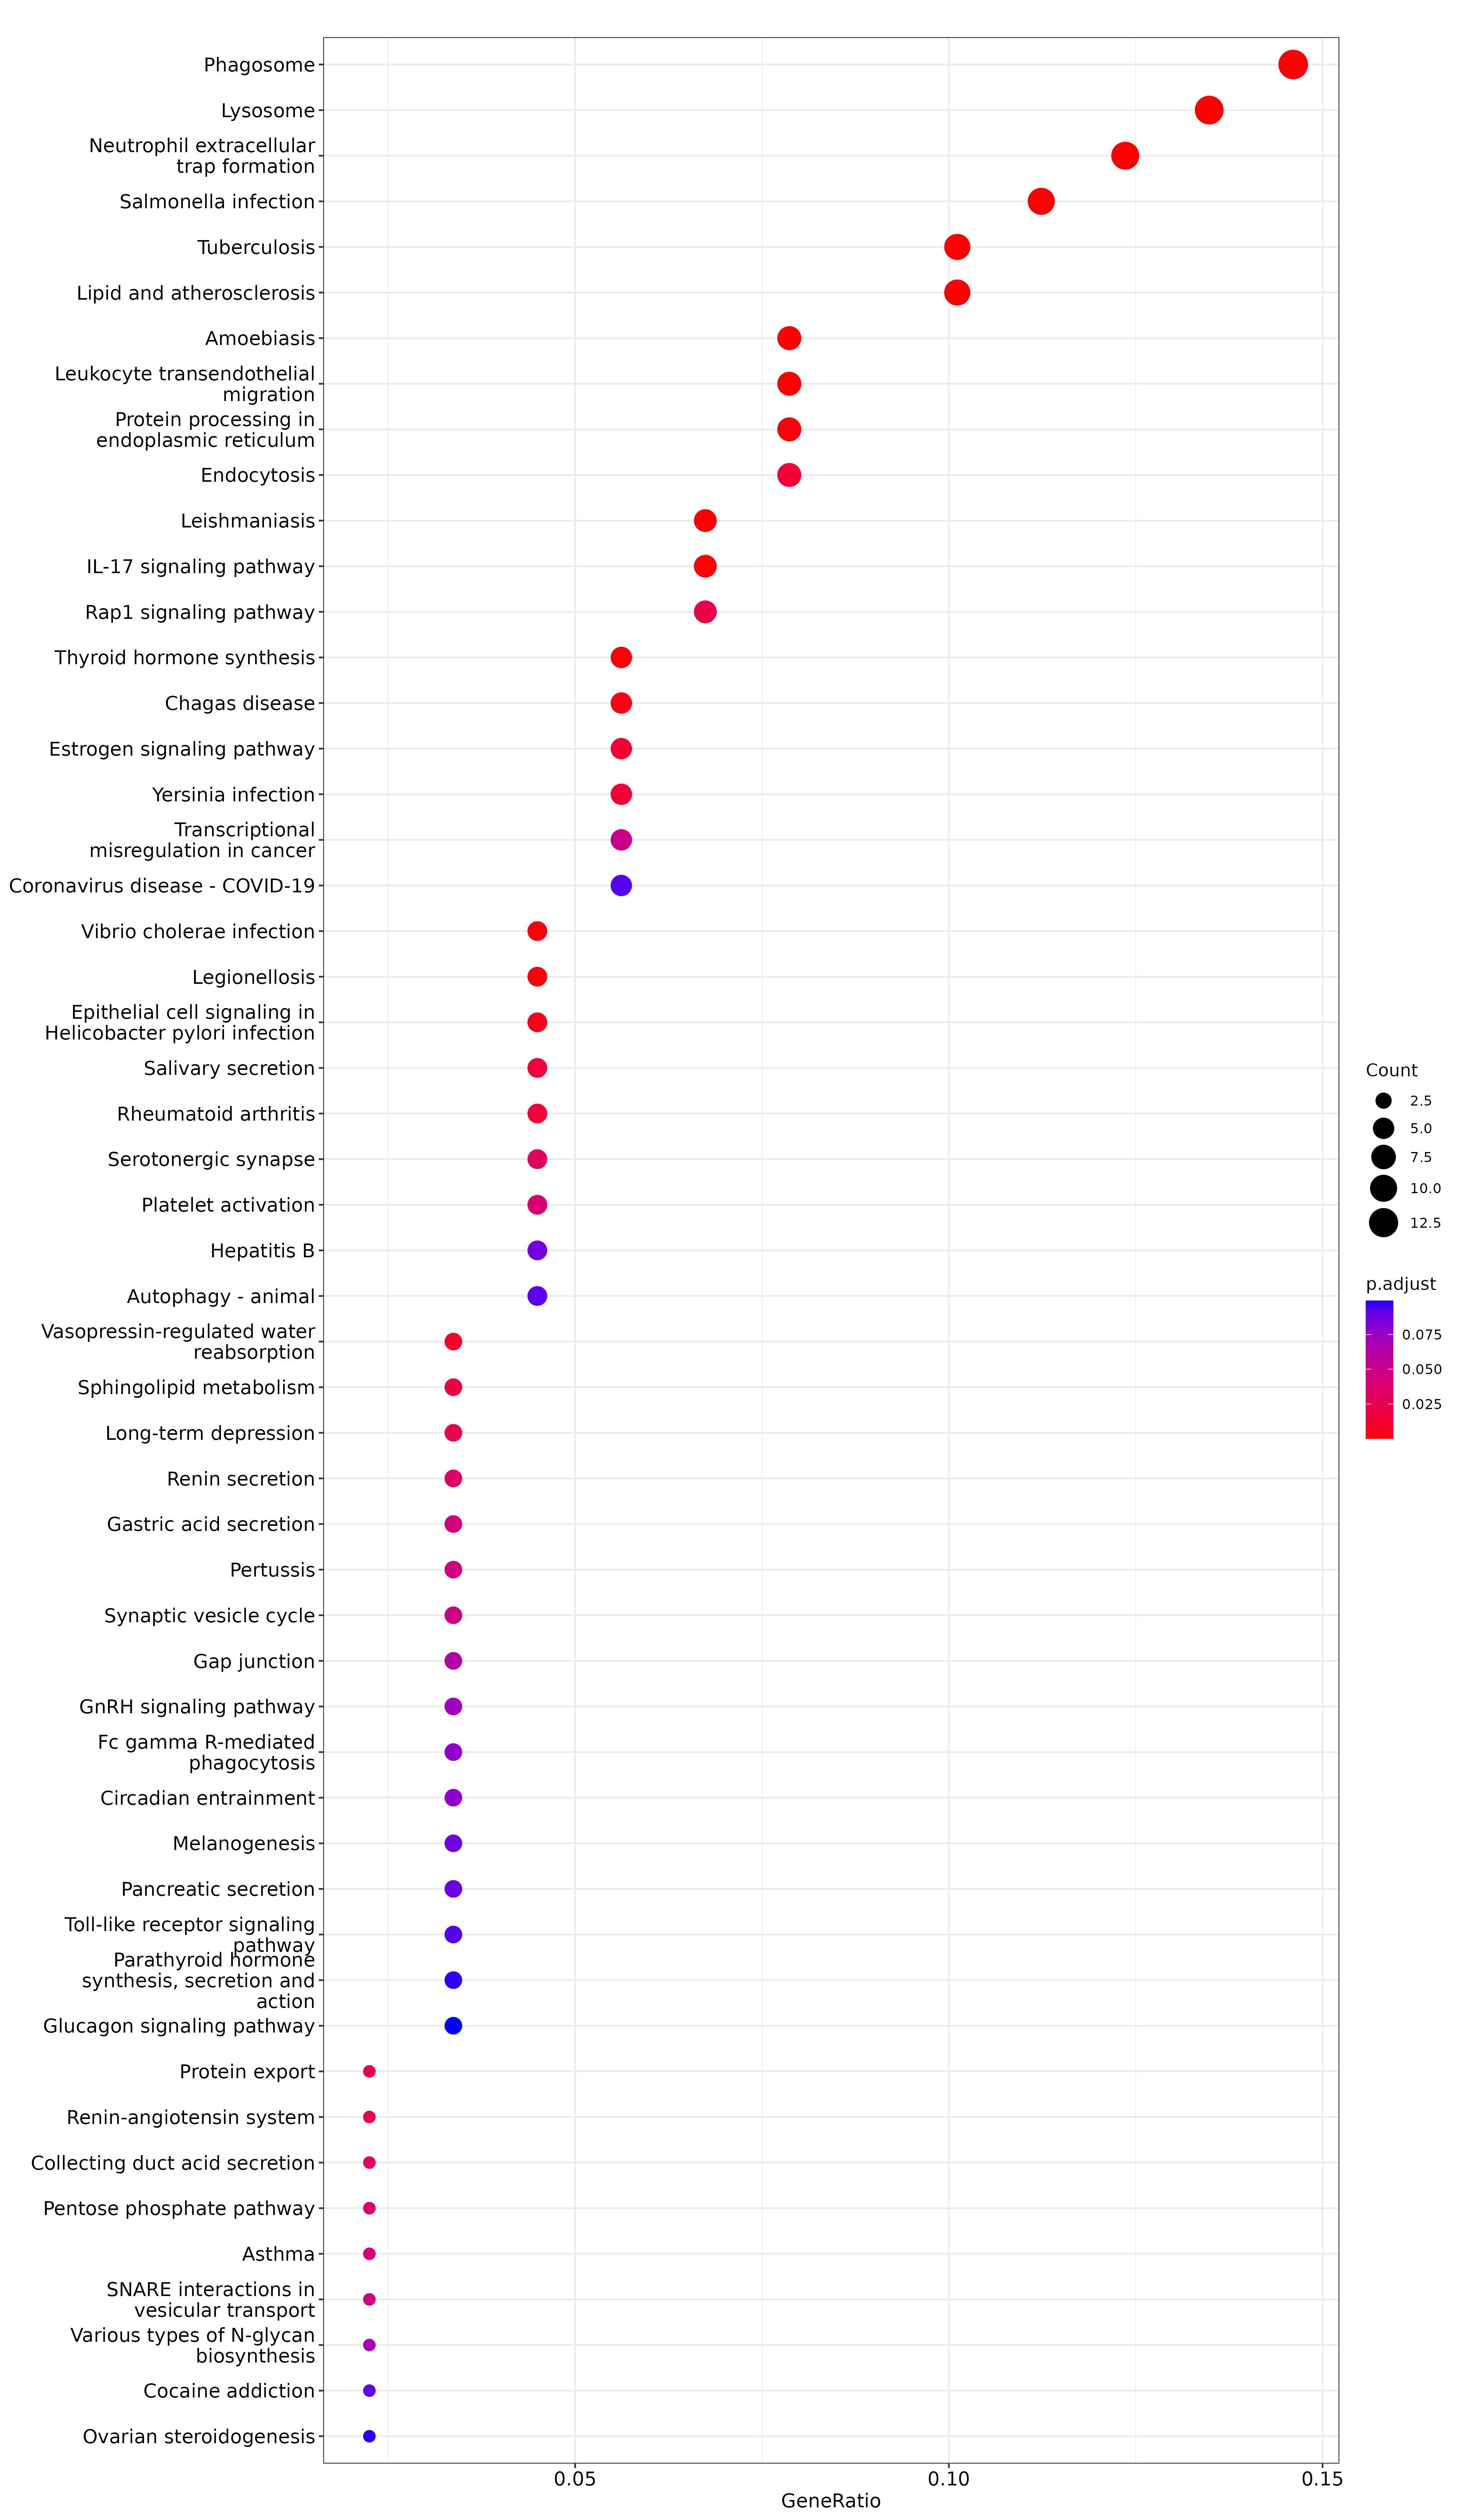 Phagosome
Lysosome
Neutrophil extracellular
trap formation
Salmonella infection
Tuberculosis
Lipid and atherosclerosis
Amoebiasis
Leukocyte transendothelial
migration
Protein processing in
endoplasmic reticulum
Endocytosis
Leishmaniasis
IL-17 signaling pathway
Rap1 signaling pathway
Thyroid hormone synthesis
Chagas disease
Estrogen signaling pathway
Yersinia infection
Transcriptional
misregulation in cancer
Coronavirus disease - COVID-19
Vibrio cholerae infection
Legionellosis
Epithelial cell signaling in
Helicobacter pylori infection
Salivary secretion
Rheumatoid arthritis
Serotonergic synapse
Platelet activation
Hepatitis B
Autophagy - animal
Vasopressin-regulated water
reabsorption
Sphingolipid metabolism
Long-term depression
Renin secretion
Gastric acid secretion
Pertussis
Synaptic vesicle cycle
Gap junction
GnRH signaling pathway
Fc gamma R-mediated
phagocytosis
Circadian entrainment
Melanogenesis
Pancreatic secretion
Toll-like receptor signaling
pathway
Parathyroid hormone
synthesis, secretion and
action
Glucagon signaling pathway
Protein export
Renin-angiotensin system
Collecting duct acid secretion
Pentose phosphate pathway
Asthma
SNARE interactions in
vesicular transport
Various types of N-glycan
biosynthesis
Cocaine addiction
Ovarian steroidogenesis
0.05
0.10
0.15
GeneRatio
Count
2.5
5.0
7.5
10.0
12.5
p.adjust
0.075
0.050
0.025